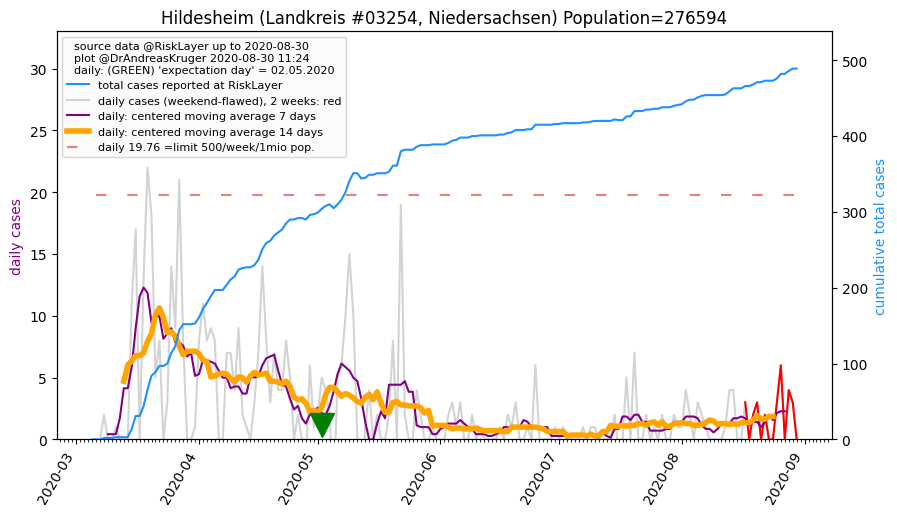 Hildesheim (Landkreis #03254, Niedersachsen) Population=276594
source data @RiskLayer up to 2020-08-30
plot @DrAndreasKruger 2020-08-30 11:24
daily: (GREEN) 'expectation day' = 02.05.2020
total cases reported at RiskLayer
daily cases (weekend-flawed), 2 weeks: red
daily: centered moving average 7 days
daily: centered moving average 14 days
daily 19.76 =limit 500/week/1mio pop.
daily cases
30
25
20
15
10
5
0
cumulative total cases
500
400
300
200
100
0
2020-03
2020-04
2020-05
2020-06
2020-07
2020-08
2020-09